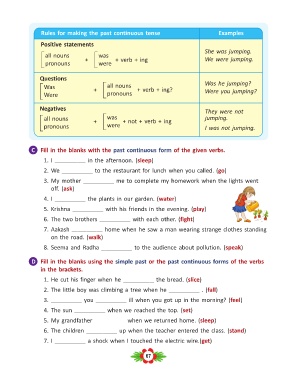 Rules for making the past continuous tense Examples
Positive statements
all nouns
pronouns + was
were + verb + ing She was jumping.
We were jumping.
Questions
Was
Were + all nouns
pronouns + verb + ing? Was he jumping?
Were you jumping?
Negatives
all nouns
pronouns + was
were + not + verb + ing They were not
jumping.
I was not jumping.
C Fill in the blanks with the past continuous form of the given verbs.
1. I __________ in the afternoon. (sleep)
2. We __________ to the restaurant for lunch when you called. (go)
3. My mother __________ me to complete my homework when the lights went
off. (ask)
4. I __________ the plants in our garden. (water)
5. Krishna __________ with his friends in the evening. (play)
6. The two brothers __________ with each other. (fight)
7. Aakash __________ home when he saw a man wearing strange clothes standing
on the road. (walk)
8. Seema and Radha __________ to the audience about pollution. (speak)
D Fill in the blanks using the simple past or the past continuous forms of the verbs
in the brackets.
1. He cut his finger when he __________ the bread. (slice)
2. The little boy was climbing a tree when he __________ . (fall)
3. __________ you __________ ill when you got up in the morning? (feel)
4. The sun __________ when we reached the top. (set)
5. My grandfather __________ when we returned home. (sleep)
6. The children __________ up when the teacher entered the class. (stand)
7. I __________ a shock when I touched the electric wire.(get)
67